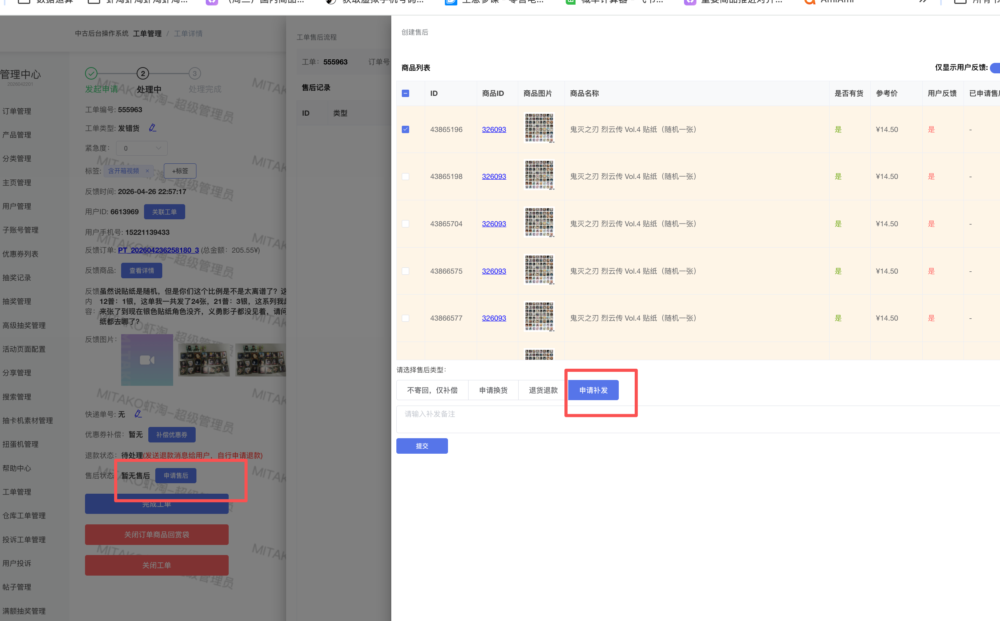 中古后台操作系统 工单管理 / 工单详情
管理中心
2026042201
订单管理
产品管理
分类管理
主页管理
用户管理
子账号管理
优惠券列表
抽奖记录
抽奖管理
高级抽奖管理
活动页面配置
分享管理
搜索管理
抽卡机素材管理
扭蛋机管理
帮助中心
工单管理
仓库工单管理
投诉工单管理
用户投诉
帖子管理
满额抽奖管理
2
3
发起申请
处理中
处理完成
工单编号: 555963
工单类型: 发错货
紧急度: 0
标签: 含开箱视频 × +标签
反馈时间: 2026-04-26 22:57:17
用户ID: 6613969 关联工单
用户手机号: 15221139433
反馈订单: PT_202604236258180_3 (总金额：205.55¥)
反馈商品: 查看详情
反馈内容: 虽然说贴纸是随机，但是你们这个比例是不是太离谱了？这
12普：1银，这单我一共发了24张，21普：3银，这系列我
来张了到现在银色贴纸角色没齐，义勇影子都没见着，请问
纸都去哪了？
反馈图片:
快递单号: 无
优惠券补偿: 暂无 补偿优惠券
退款状态: 待处理(发送退款消息给用户，自行申请退款)
售后状态 暂无售后 申请售后
完成工单
关闭订单商品回赏袋
关闭工单
MITAKO虾淘-超级管理员
工单售后流程
工单: 555963 订单号
售后记录
ID 类型
创建售后
商品列表
仅显示用户反馈:
ID 商品ID 商品图片 商品名称 是否有货 参考价 用户反馈 已申请售
43865196 326093 鬼灭之刃 烈云传 Vol.4 贴纸（随机一张） 是 ¥14.50 是 -
43865198 326093 鬼灭之刃 烈云传 Vol.4 贴纸（随机一张） 是 ¥14.50 是 -
43865704 326093 鬼灭之刃 烈云传 Vol.4 贴纸（随机一张） 是 ¥14.50 是 -
43866575 326093 鬼灭之刃 烈云传 Vol.4 贴纸（随机一张） 是 ¥14.50 是 -
43866577 326093 鬼灭之刃 烈云传 Vol.4 贴纸（随机一张） 是 ¥14.50 是 -
请选择售后类型:
不寄回，仅补偿 申请换货 退货退款 申请补发
请输入补发备注
提交